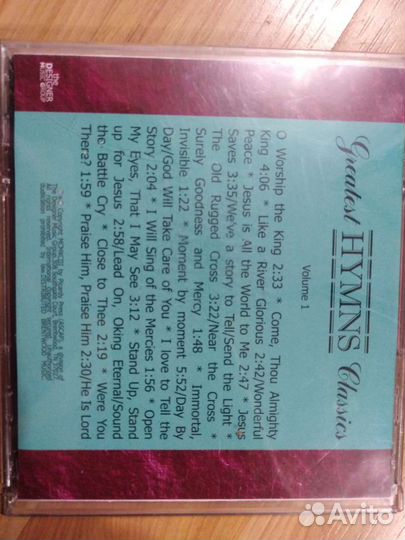 Greatest HYMNS Classics
Volume 1
O Worship the King 2:33 * Come, Thou Almighty
King 4:06 * Like a River Glorious 2:42/Wonderful
Peace * Jesus is All the World to Me 2:47 * Jesus
Saves 3:35/We've a story to Tell/Send the Light *
The Old Rugged Cross 3:22/Near the Cross *
Surely Goodness and Mercy 1:48 * Immortal,
Invisible 1:22 * Moment by moment 5:52/Day By
Day/God Will Take Care of You * I love to Tell the
Story 2:04 * I Will Sing of the Mercies 1:56 * Open
My Eyes, That I May See 3:12 * Stand Up, Stand
up for Jesus 2:58/Lead On, Oking Eternal/Sound
the Battle Cry * Close to Thee 2:19 * Were You
Thera? 1:59 * Praise Him, Praise Him 2:30/He Is Lord
the
DESIGNER
MUSIC GROUP
Avito